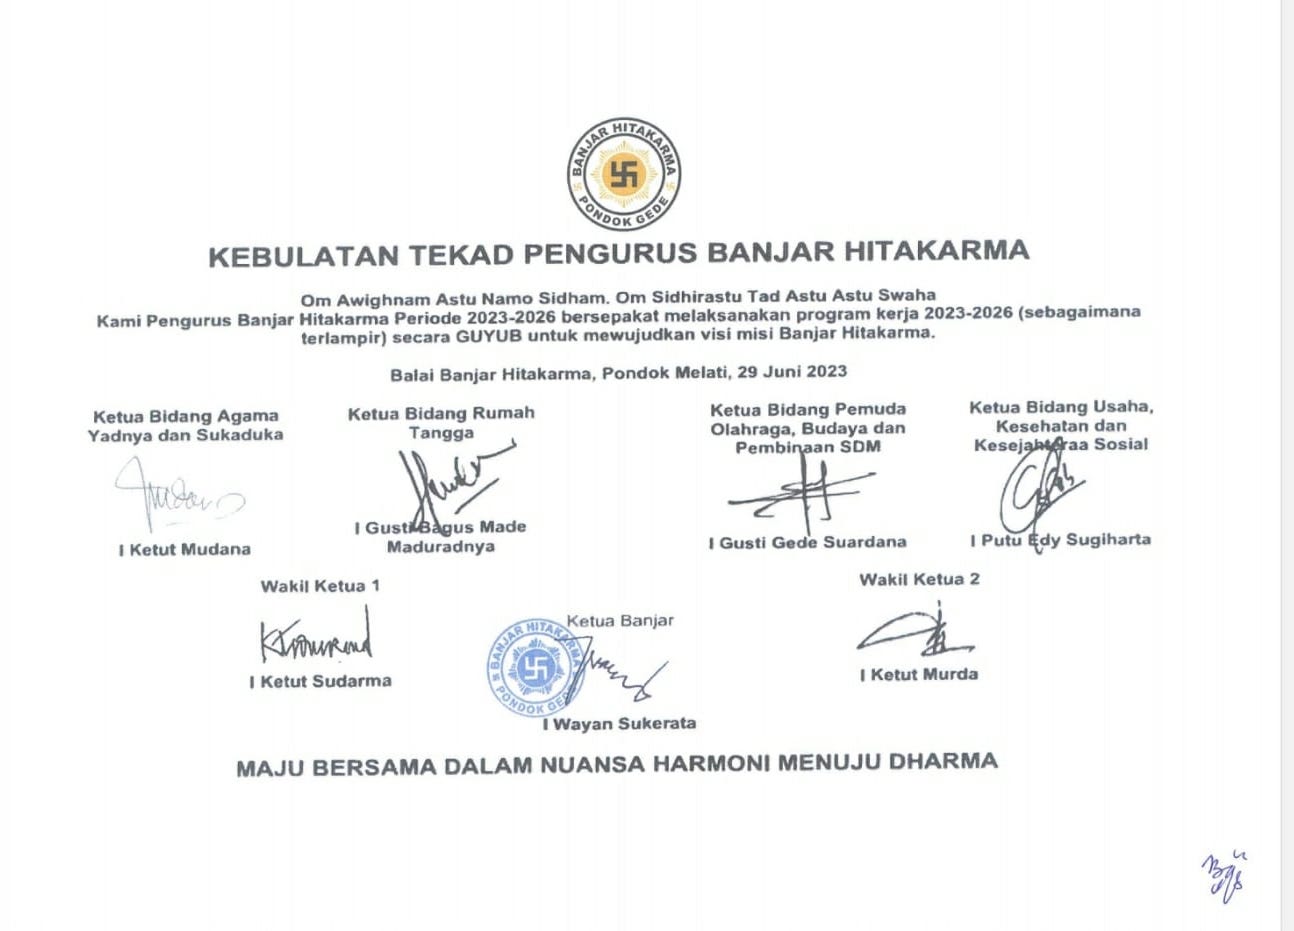 BANJAR HITAKARMA
PONDOK GEDE
KEBULATAN TEKAD PENGURUS BANJAR HITAKARMA
Om Awighnam Astu Namo Sidham. Om Sidhirastu Tad Astu Astu Swaha
Kami Pengurus Banjar Hitakarma Periode 2023-2026 bersepakat melaksanakan program kerja 2023-2026 (sebagaimana
terlampir) secara GUYUB untuk mewujudkan visi misi Banjar Hitakarma.
Balai Banjar Hitakarma, Pondok Melati, 29 Juni 2023
Ketua Bidang Agama
Yadnya dan Sukaduka
I Ketut Mudana
Ketua Bidang Rumah
Tangga
I Gusti Bagus Made
Maduradnya
Ketua Bidang Pemuda
Olahraga, Budaya dan
Pembinaan SDM
I Gusti Gede Suardana
Ketua Bidang Usaha,
Kesehatan dan
Kesejahteraa Sosial
I Putu Edy Sugiharta
Wakil Ketua 1
I Ketut Sudarma
Ketua Banjar
BANJAR HITAKARMA
PONDOK GEDE
I Wayan Sukerata
Wakil Ketua 2
I Ketut Murda
MAJU BERSAMA DALAM NUANSA HARMONI MENUJU DHARMA